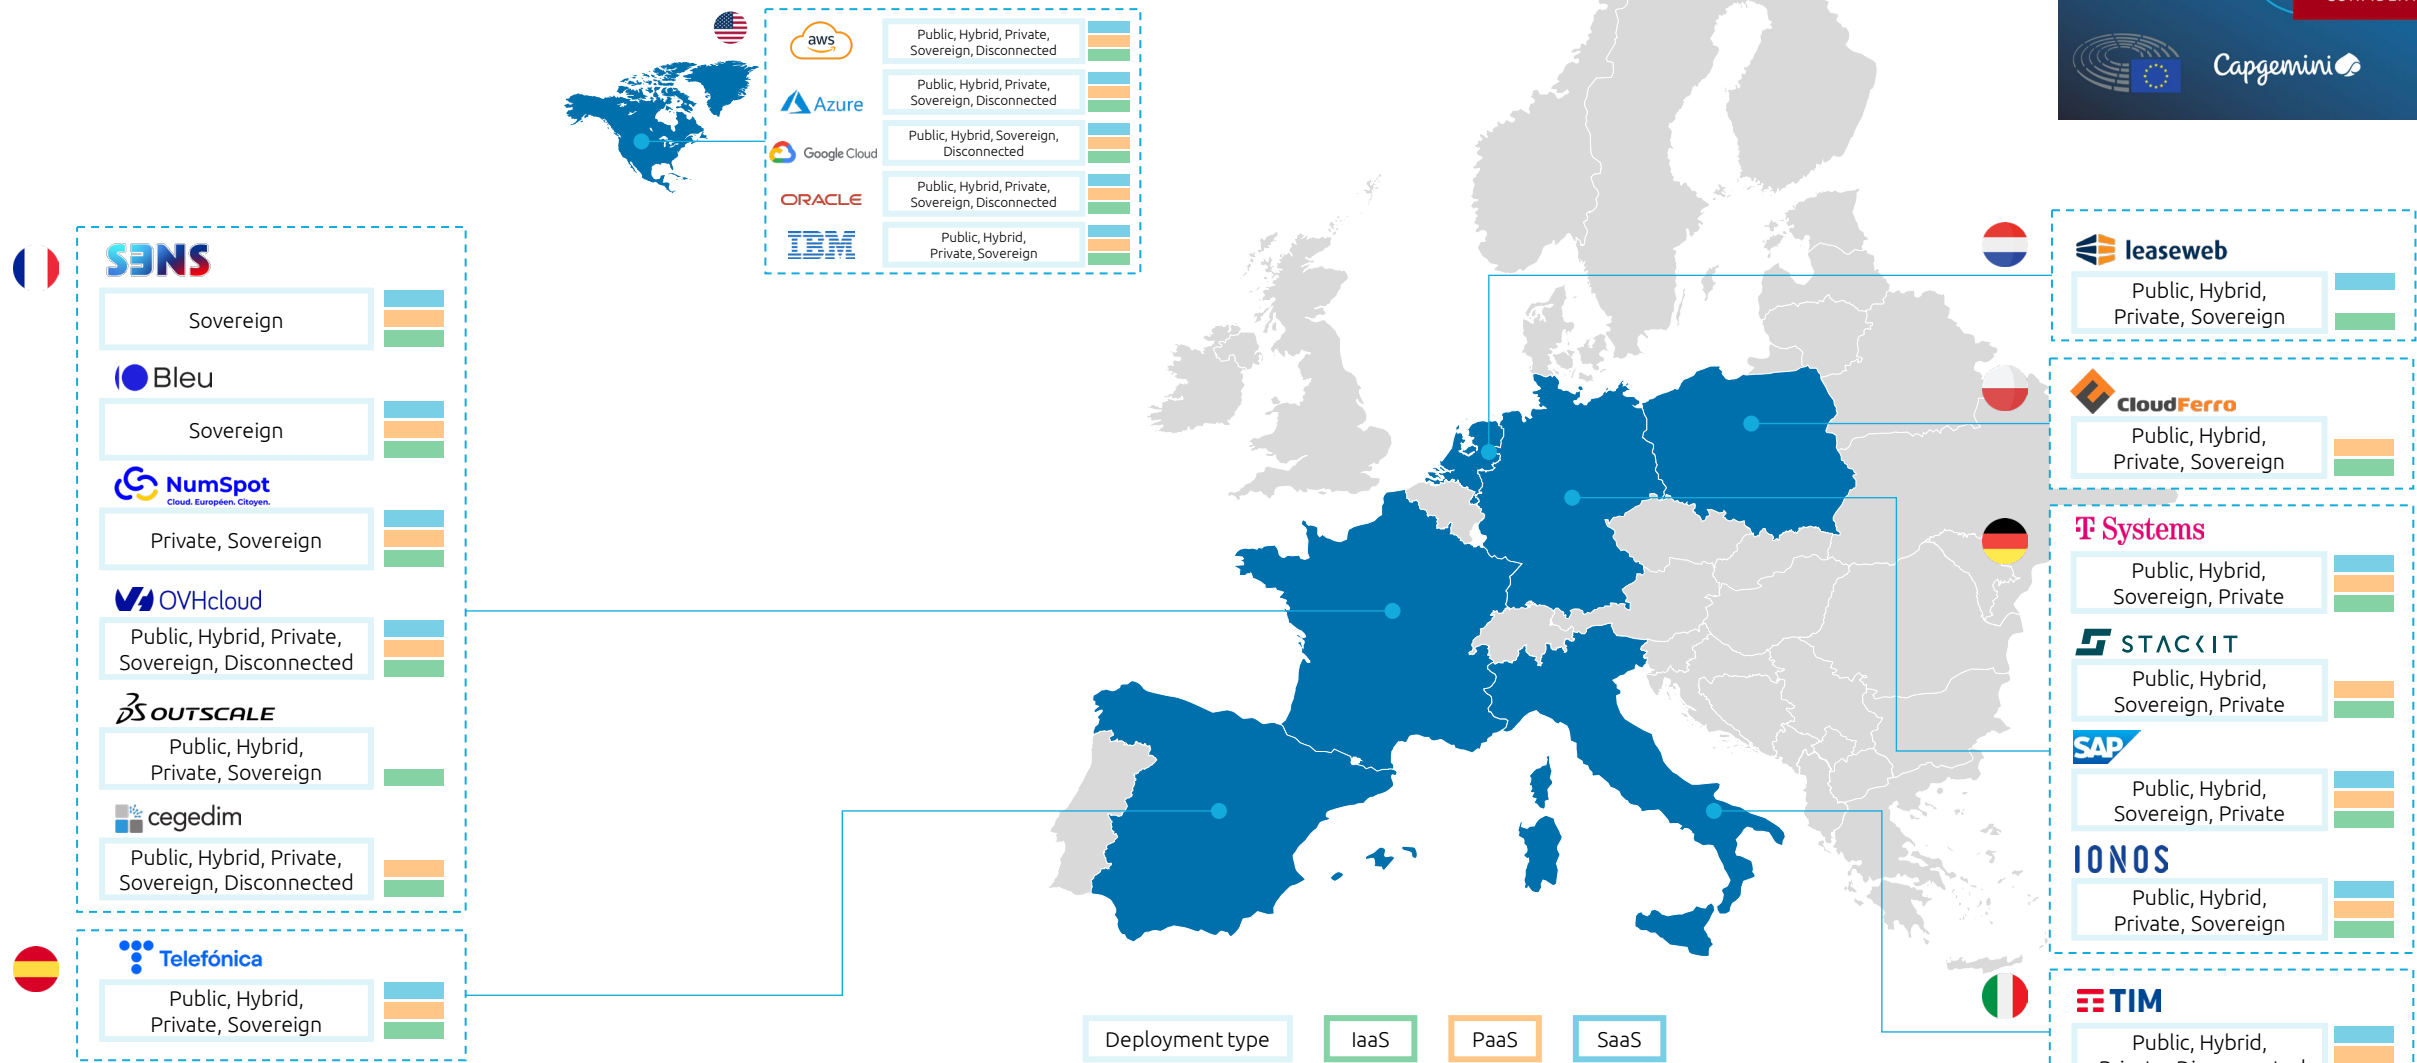 aws
Public, Hybrid, Private,
Sovereign, Disconnected
Azure
Public, Hybrid, Private,
Sovereign, Disconnected
Google Cloud
Public, Hybrid, Sovereign,
Disconnected
ORACLE
Public, Hybrid, Private,
Sovereign, Disconnected
IBM
Public, Hybrid,
Private, Sovereign
Capgemini
S3NS
Sovereign
Bleu
Sovereign
NumSpot
Cloud. Européen. Citoyen.
Private, Sovereign
OVHcloud
Public, Hybrid, Private,
Sovereign, Disconnected
OUTSCALE
Public, Hybrid,
Private, Sovereign
cegedim
Public, Hybrid, Private,
Sovereign, Disconnected
Telefónica
Public, Hybrid,
Private, Sovereign
leaseweb
Public, Hybrid,
Private, Sovereign
CloudFerro
Public, Hybrid,
Private, Sovereign
T Systems
Public, Hybrid,
Sovereign, Private
STACKIT
Public, Hybrid,
Sovereign, Private
SAP
Public, Hybrid,
Sovereign, Private
IONOS
Public, Hybrid,
Private, Sovereign
TIM
Public, Hybrid,
Deployment type
IaaS
PaaS
SaaS